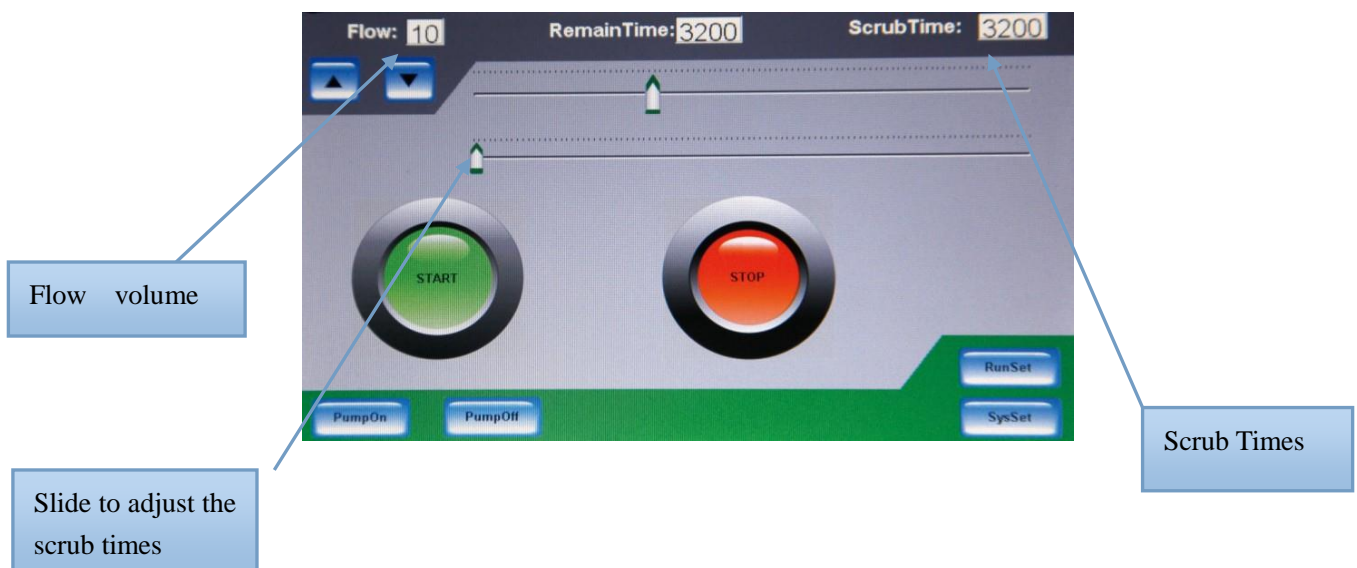 Flow: 10 RemainTime: 3200 ScrubTime: 3200
START STOP
Flow volume
RunSet
PumpOn PumpOff SysSet
Scrub Times
Slide to adjust the
scrub times